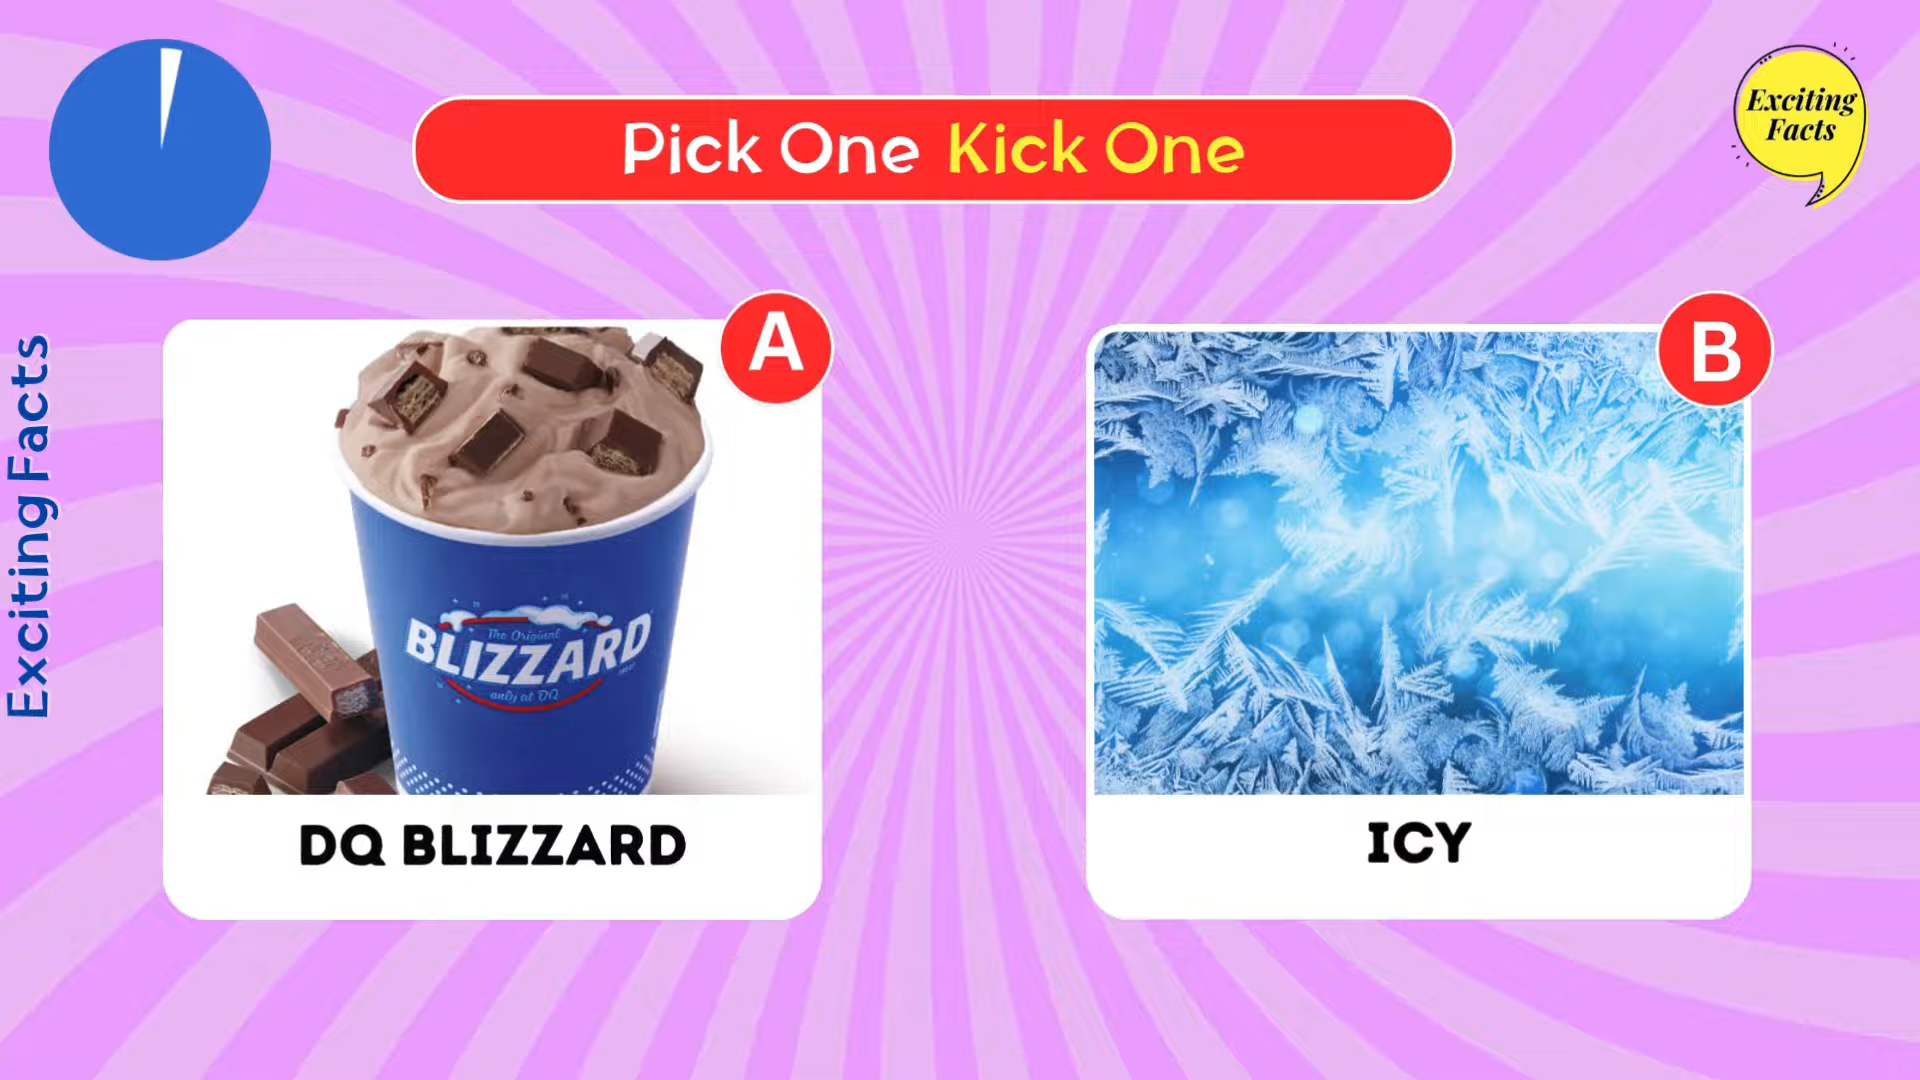 Pick One Kick One
Exciting
Facts
Exciting Facts
A
B
The Original
BLIZZARD
only at DQ
DQ BLIZZARD
ICY